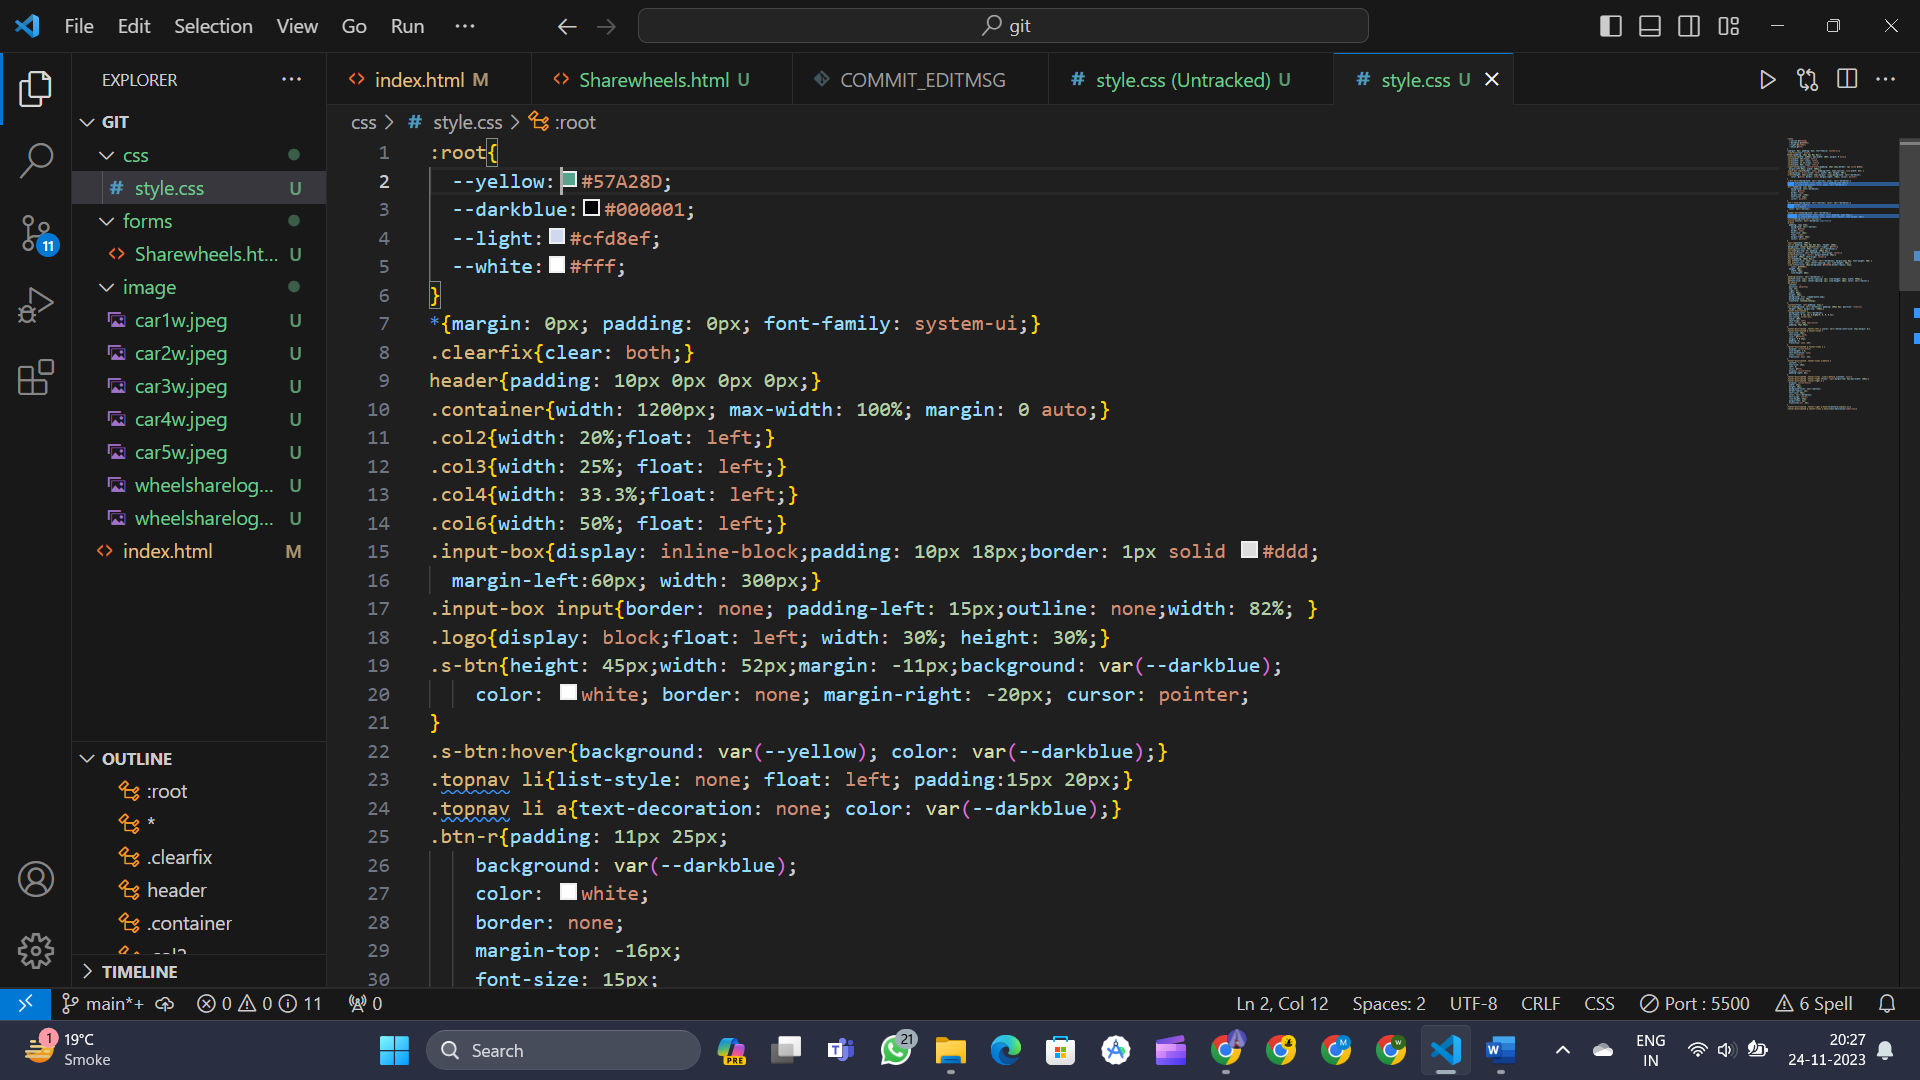 File Edit Selection View Go Run ···
git
EXPLORER ···
GIT
css
style.css U
forms
Sharewheels.ht... U
image
car1w.jpeg U
car2w.jpeg U
car3w.jpeg U
car4w.jpeg U
car5w.jpeg U
wheelsharelog... U
wheelsharelog... U
index.html M
11
OUTLINE
:root
*
.clearfix
header
.container
TIMELINE
index.html M Sharewheels.html U COMMIT_EDITMSG style.css (Untracked) U style.css U
css > style.css > :root
1 :root{
2 --yellow: #57A28D;
3 --darkblue: #000001;
4 --light: #cfd8ef;
5 --white: #fff;
6 }
7 *{margin: 0px; padding: 0px; font-family: system-ui;}
8 .clearfix{clear: both;}
9 header{padding: 10px 0px 0px 0px;}
10 .container{width: 1200px; max-width: 100%; margin: 0 auto;}
11 .col2{width: 20%;float: left;}
12 .col3{width: 25%; float: left;}
13 .col4{width: 33.3%;float: left;}
14 .col6{width: 50%; float: left;}
15 .input-box{display: inline-block;padding: 10px 18px;border: 1px solid #ddd;
16 margin-left:60px; width: 300px;}
17 .input-box input{border: none; padding-left: 15px;outline: none;width: 82%; }
18 .logo{display: block;float: left; width: 30%; height: 30%;}
19 .s-btn{height: 45px;width: 52px;margin: -11px;background: var(--darkblue);
20 color: white; border: none; margin-right: -20px; cursor: pointer;
21 }
22 .s-btn:hover{background: var(--yellow); color: var(--darkblue);}
23 .topnav li{list-style: none; float: left; padding:15px 20px;}
24 .topnav li a{text-decoration: none; color: var(--darkblue);}
25 .btn-r{padding: 11px 25px;
26 background: var(--darkblue);
27 color: white;
28 border: none;
29 margin-top: -16px;
30 font-size: 15px;
main*+ 0 0 11 0 Ln 2, Col 12 Spaces: 2 UTF-8 CRLF CSS Port : 5500 6 Spell
1 19°C
Smoke
Search
PRE
21
ENG
IN
20:27
24-11-2023